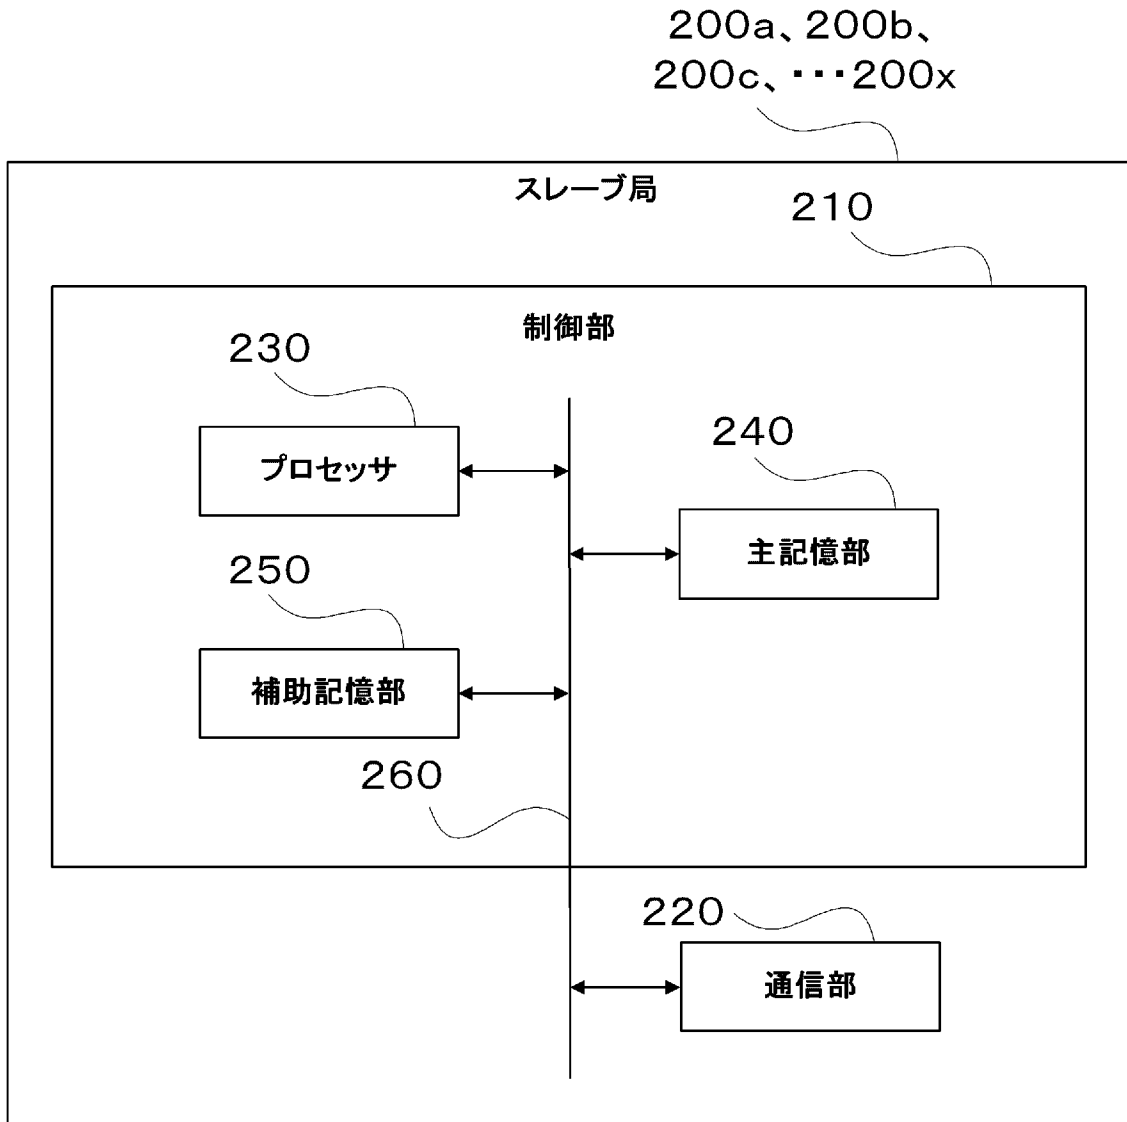 200a、200b、
200c、・・・200x
スレーブ局
210
制御部
230
プロセッサ
240
主記憶部
250
補助記憶部
260
220
通信部